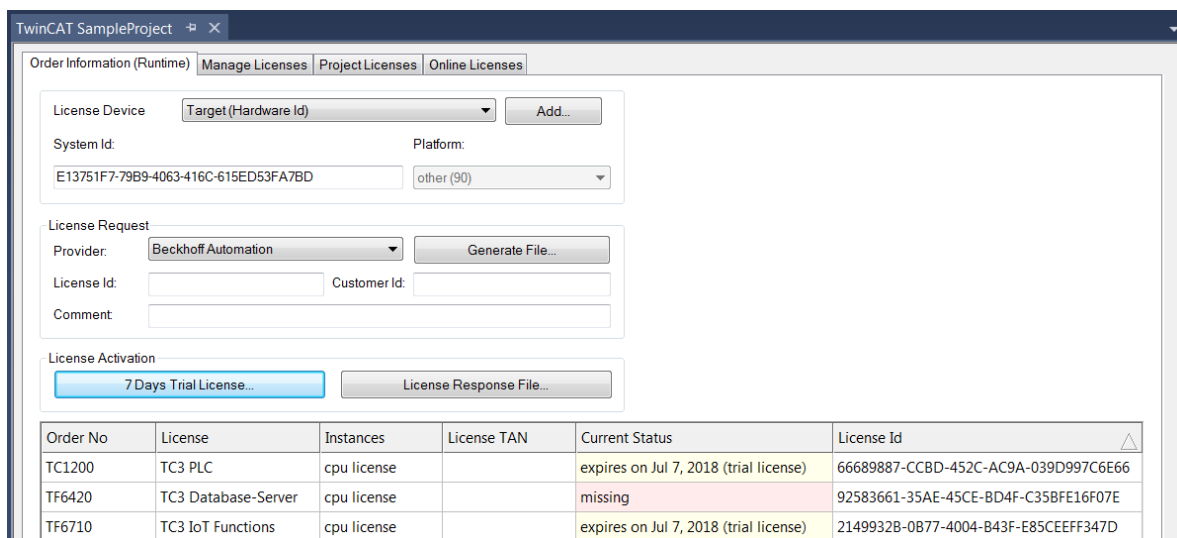 TwinCAT SampleProject
Order Information (Runtime) Manage Licenses Project Licenses Online Licenses
License Device Target (Hardware Id) Add...
System Id: Platform:
E13751F7-79B9-4063-416C-615ED53FA7BD other (90)
License Request
Provider: Beckhoff Automation Generate File...
License Id: Customer Id:
Comment:
License Activation
7 Days Trial License... License Response File...
Order No License Instances License TAN Current Status License Id
TC1200 TC3 PLC cpu license expires on Jul 7, 2018 (trial license) 66689887-CCBD-452C-AC9A-039D997C6E66
TF6420 TC3 Database-Server cpu license missing 92583661-35AE-45CE-BD4F-C35BFE16F07E
TF6710 TC3 IoT Functions cpu license expires on Jul 7, 2018 (trial license) 2149932B-0B77-4004-B43F-E85CEEFF347D